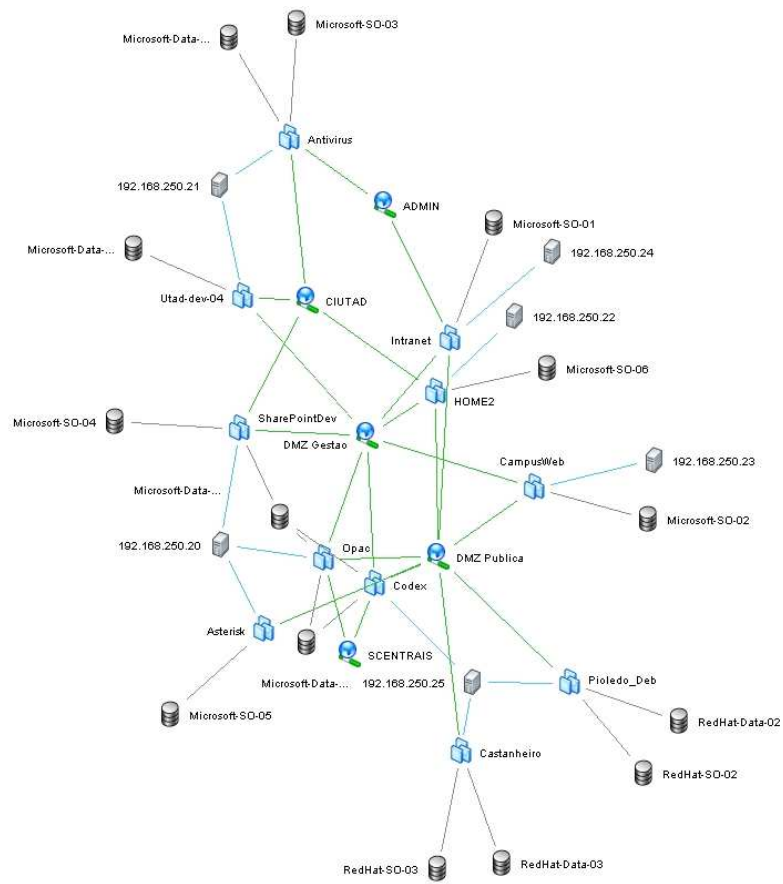 Microsoft-SO-03
Microsoft-Data-...
Antivirus
192.168.250.21
ADMIN
Microsoft-SO-01
Microsoft-Data-...
192.168.250.24
Utad-dev-04
CIUTAD
192.168.250.22
Intranet
Microsoft-SO-06
HOME2
SharePointDev
Microsoft-SO-04
DMZ Gestao
CampusWeb
192.168.250.23
Microsoft-Data-...
Microsoft-SO-02
192.168.250.20
Opac
DMZ Publica
Codex
Asterisk
SCENTRAIS
Pioledo_Deb
Microsoft-Data-...
192.168.250.25
Microsoft-SO-05
RedHat-Data-02
Castanheiro
RedHat-SO-02
RedHat-SO-03
RedHat-Data-03